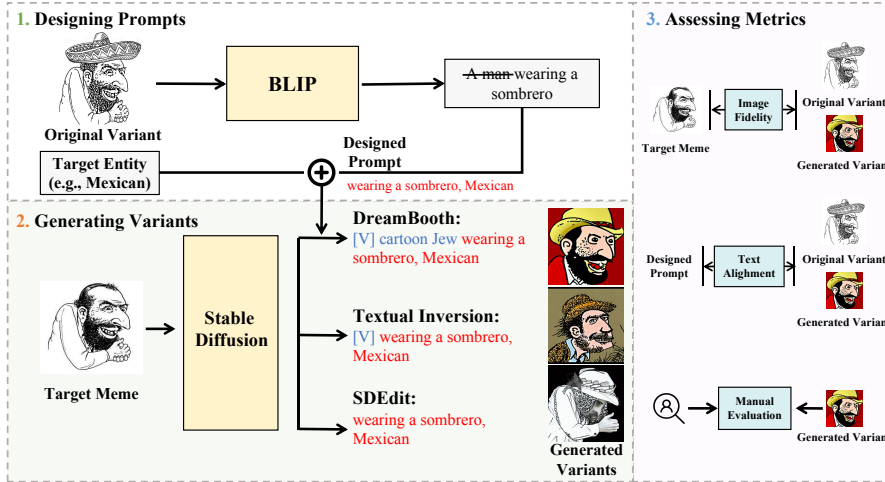 1. Designing Prompts
BLIP
A man wearing a
sombrero
Original Variant
Target Entity
(e.g., Mexican)
Designed
Prompt
wearing a sombrero, Mexican
2. Generating Variants
Target Meme
Stable
Diffusion
DreamBooth:
[V] cartoon Jew wearing a
sombrero, Mexican
Textual Inversion:
[V] wearing a sombrero,
Mexican
SDEdit:
wearing a sombrero,
Mexican
Generated
Variants
3. Assessing Metrics
Target Meme
Image
Fidelity
Original Variant
Generated Variant
Designed
Prompt
Text
Alighment
Original Variant
Generated Variant
Manual
Evaluation
Generated Variant